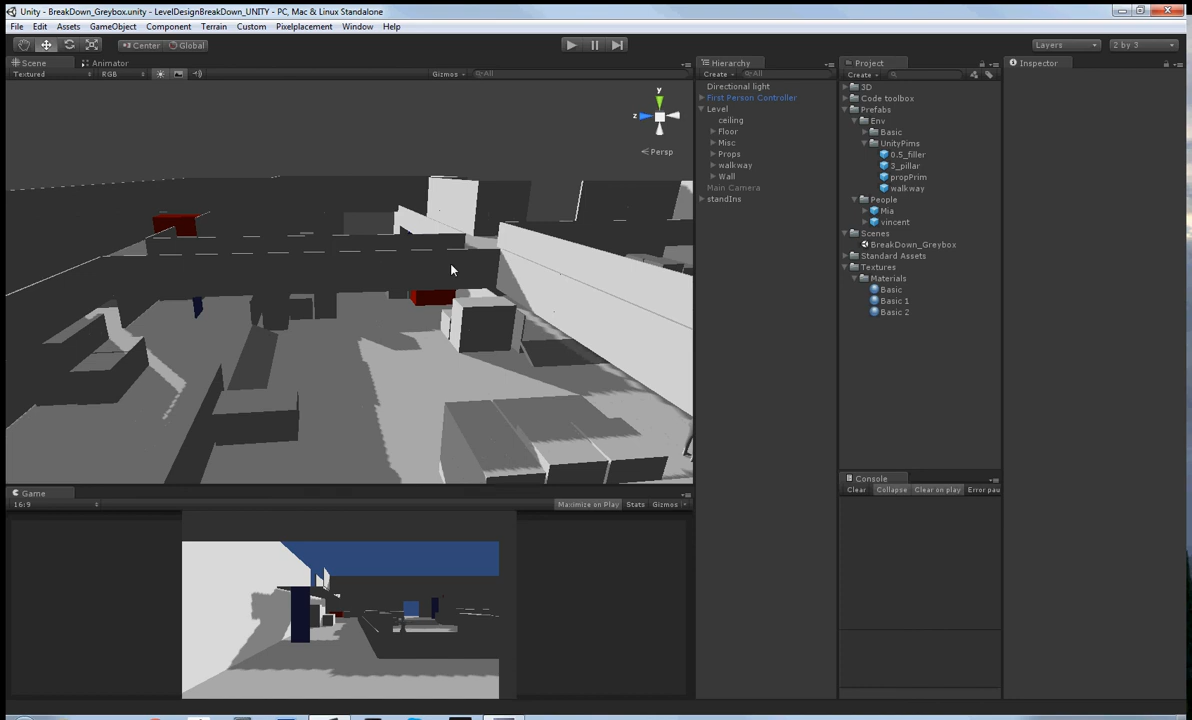 Unity - BreakDown_Greybox.unity - LevelDesignBreakDown_UNITY - PC, Mac & Linux Standalone
File Edit Assets GameObject Component Terrain Custom Pixelplacement Window Help
Center Global Layers 2 by 3
Scene Animator
Textured RGB Gizmos All
y
z
Persp
Hierarchy
Create All
Directional light
First Person Controller
Level
ceiling
Floor
Misc
Props
walkway
Wall
Main Camera
standIns
Project
Create
3D
Code toolbox
Prefabs
Env
Basic
UnityPims
0.5_filler
3_pillar
propPrim
walkway
People
Mia
vincent
Scenes
BreakDown_Greybox
Standard Assets
Textures
Materials
Basic
Basic 1
Basic 2
Inspector
Console
Clear Collapse Clear on play Error pau
Game
16:9 Maximize on Play Stats Gizmos